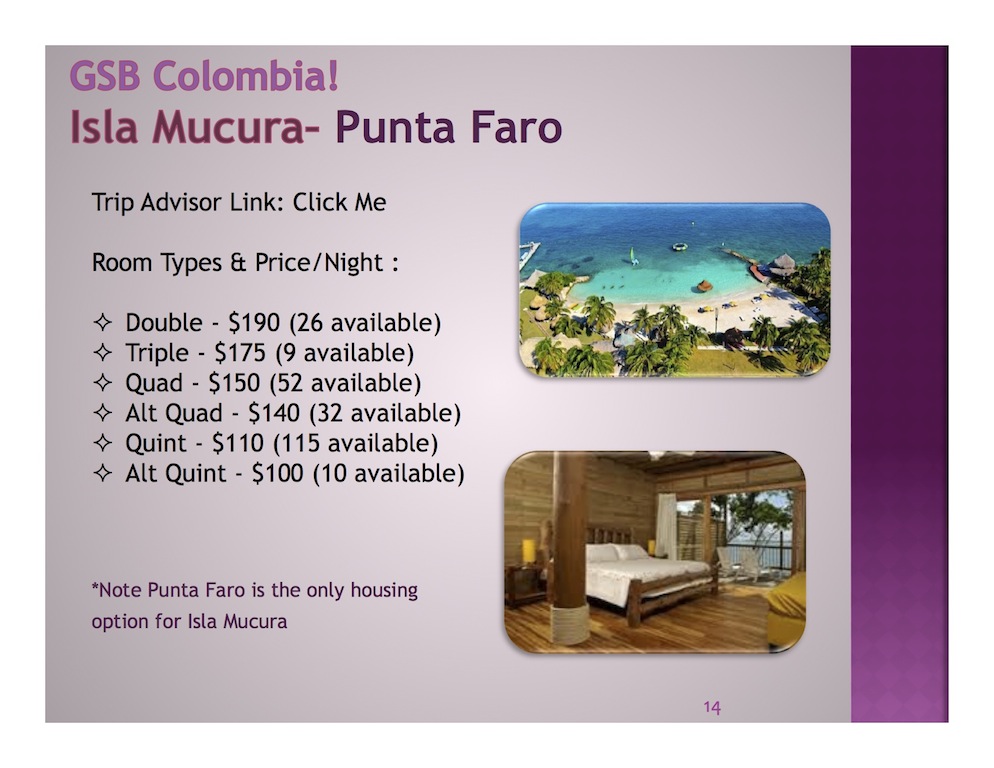 GSB Colombia!
Isla Mucura- Punta Faro
Trip Advisor Link: Click Me
Room Types & Price/Night :
✧ Double - $190 (26 available)
✧ Triple - $175 (9 available)
✧ Quad - $150 (52 available)
✧ Alt Quad - $140 (32 available)
✧ Quint - $110 (115 available)
✧ Alt Quint - $100 (10 available)
*Note Punta Faro is the only housing
option for Isla Mucura
14